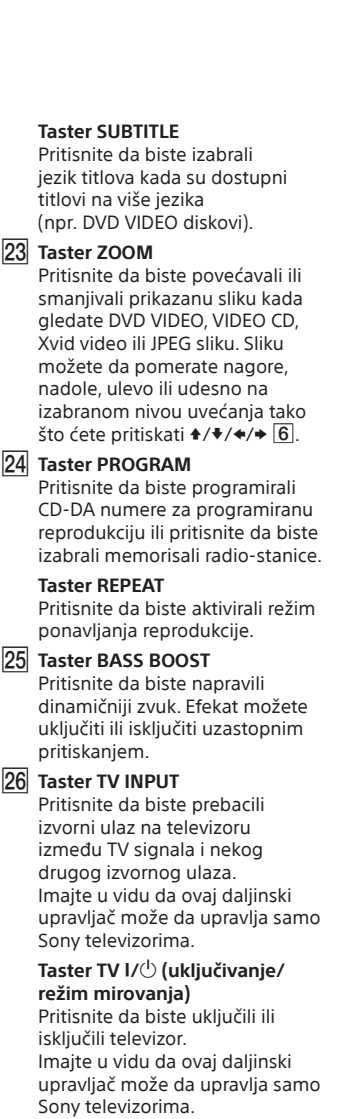 Taster SUBTITLE
Pritisnite da biste izabrali
jezik titlova kada su dostupni
titlovi na više jezika
(npr. DVD VIDEO diskovi).
23 Taster ZOOM
Pritisnite da biste povećavali ili
smanjivali prikazanu sliku kada
gledate DVD VIDEO, VIDEO CD,
Xvid video ili JPEG sliku. Sliku
možete da pomerate nagore,
nadole, ulevo ili udesno na
izabranom nivou uvećanja tako
što ćete pritiskati ↑/↓/←/→ 6.
24 Taster PROGRAM
Pritisnite da biste programirali
CD-DA numere za programiranu
reprodukciju ili pritisnite da biste
izabrali memorisali radio-stanice.
Taster REPEAT
Pritisnite da biste aktivirali režim
ponavljanja reprodukcije.
25 Taster BASS BOOST
Pritisnite da biste napravili
dinamičniji zvuk. Efekat možete
uključiti ili isključiti uzastopnim
pritiskanjem.
26 Taster TV INPUT
Pritisnite da biste prebacili
izvorni ulaz na televizoru
između TV signala i nekog
drugog izvornog ulaza.
Imajte u vidu da ovaj daljinski
upravljač može da upravlja samo
Sony televizorima.
Taster TV I/⏻ (uključivanje/
režim mirovanja)
Pritisnite da biste uključili ili
isključili televizor.
Imajte u vidu da ovaj daljinski
upravljač može da upravlja samo
Sony televizorima.